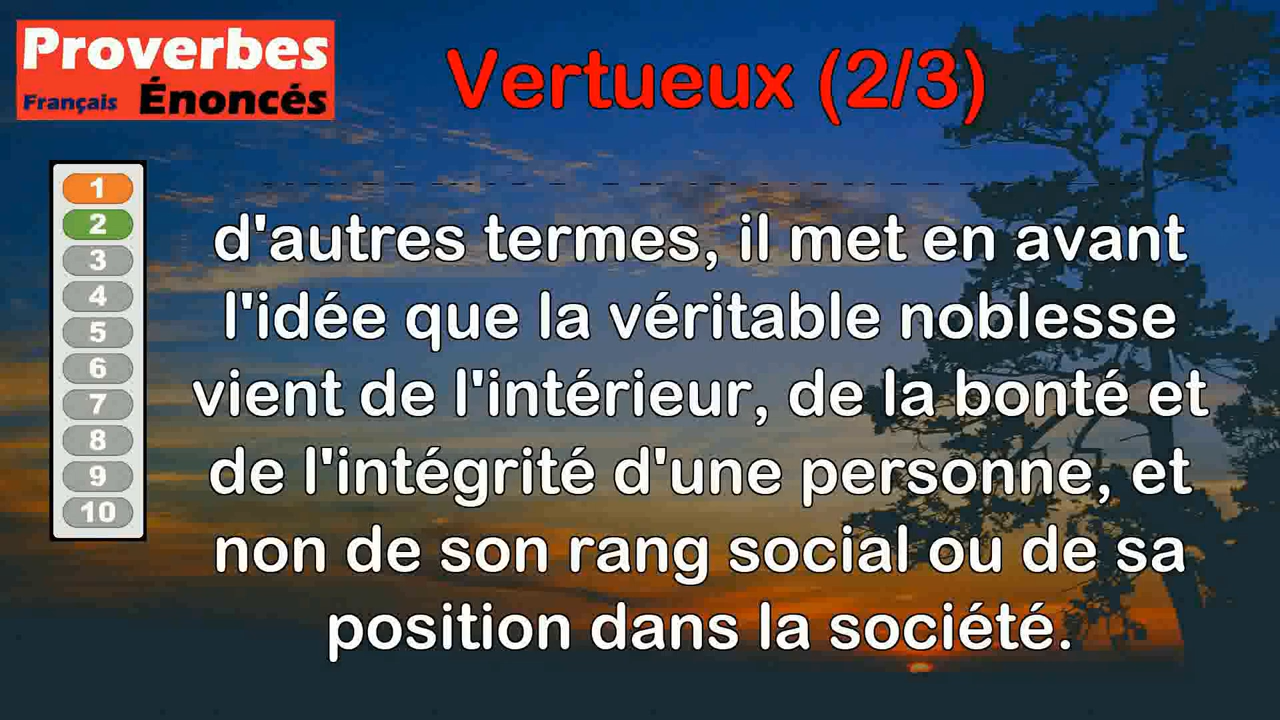 Proverbes
Français Énoncés
Vertueux (2/3)
1
2
3
4
5
6
7
8
9
10
d'autres termes, il met en avant
l'idée que la véritable noblesse
vient de l'intérieur, de la bonté et
de l'intégrité d'une personne, et
non de son rang social ou de sa
position dans la société.